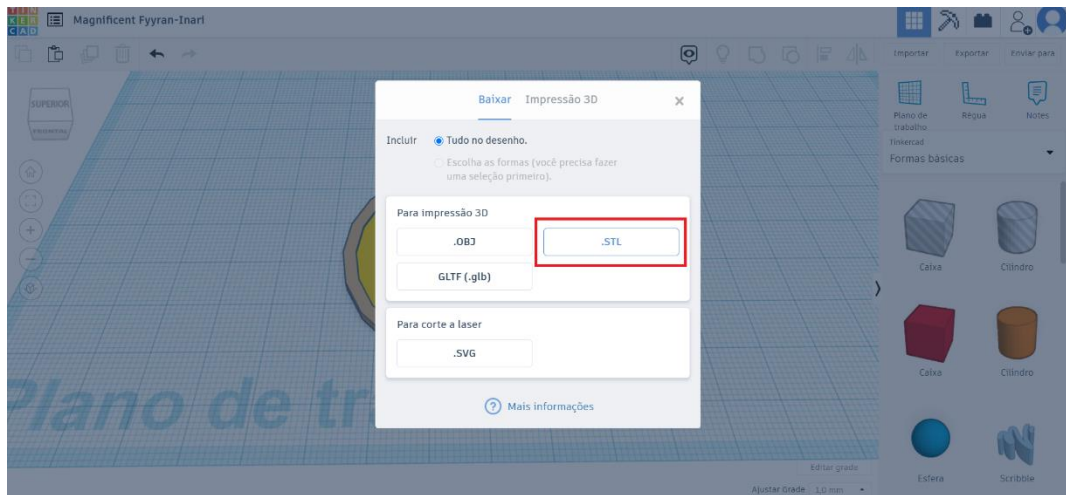 TIN
KER
CAD
Magnificent Fyyran-Inari
Importar
Exportar
Enviar para
SUPERIOR
Baixar
Impressão 3D
Incluir
Tudo no desenho.
Escolha as formas (você precisa fazer
uma seleção primeiro).
Para impressão 3D
.OBJ
.STL
GLTF (.glb)
Para corte a laser
.SVG
Mais informações
Plano de
trabalho
Régua
Notes
Tinkercad
Formas básicas
Caixa
Cilindro
Caixa
Cilindro
Esfera
Scribble
Plano de tr
Editar grade
Ajustar Grade
1,0 mm